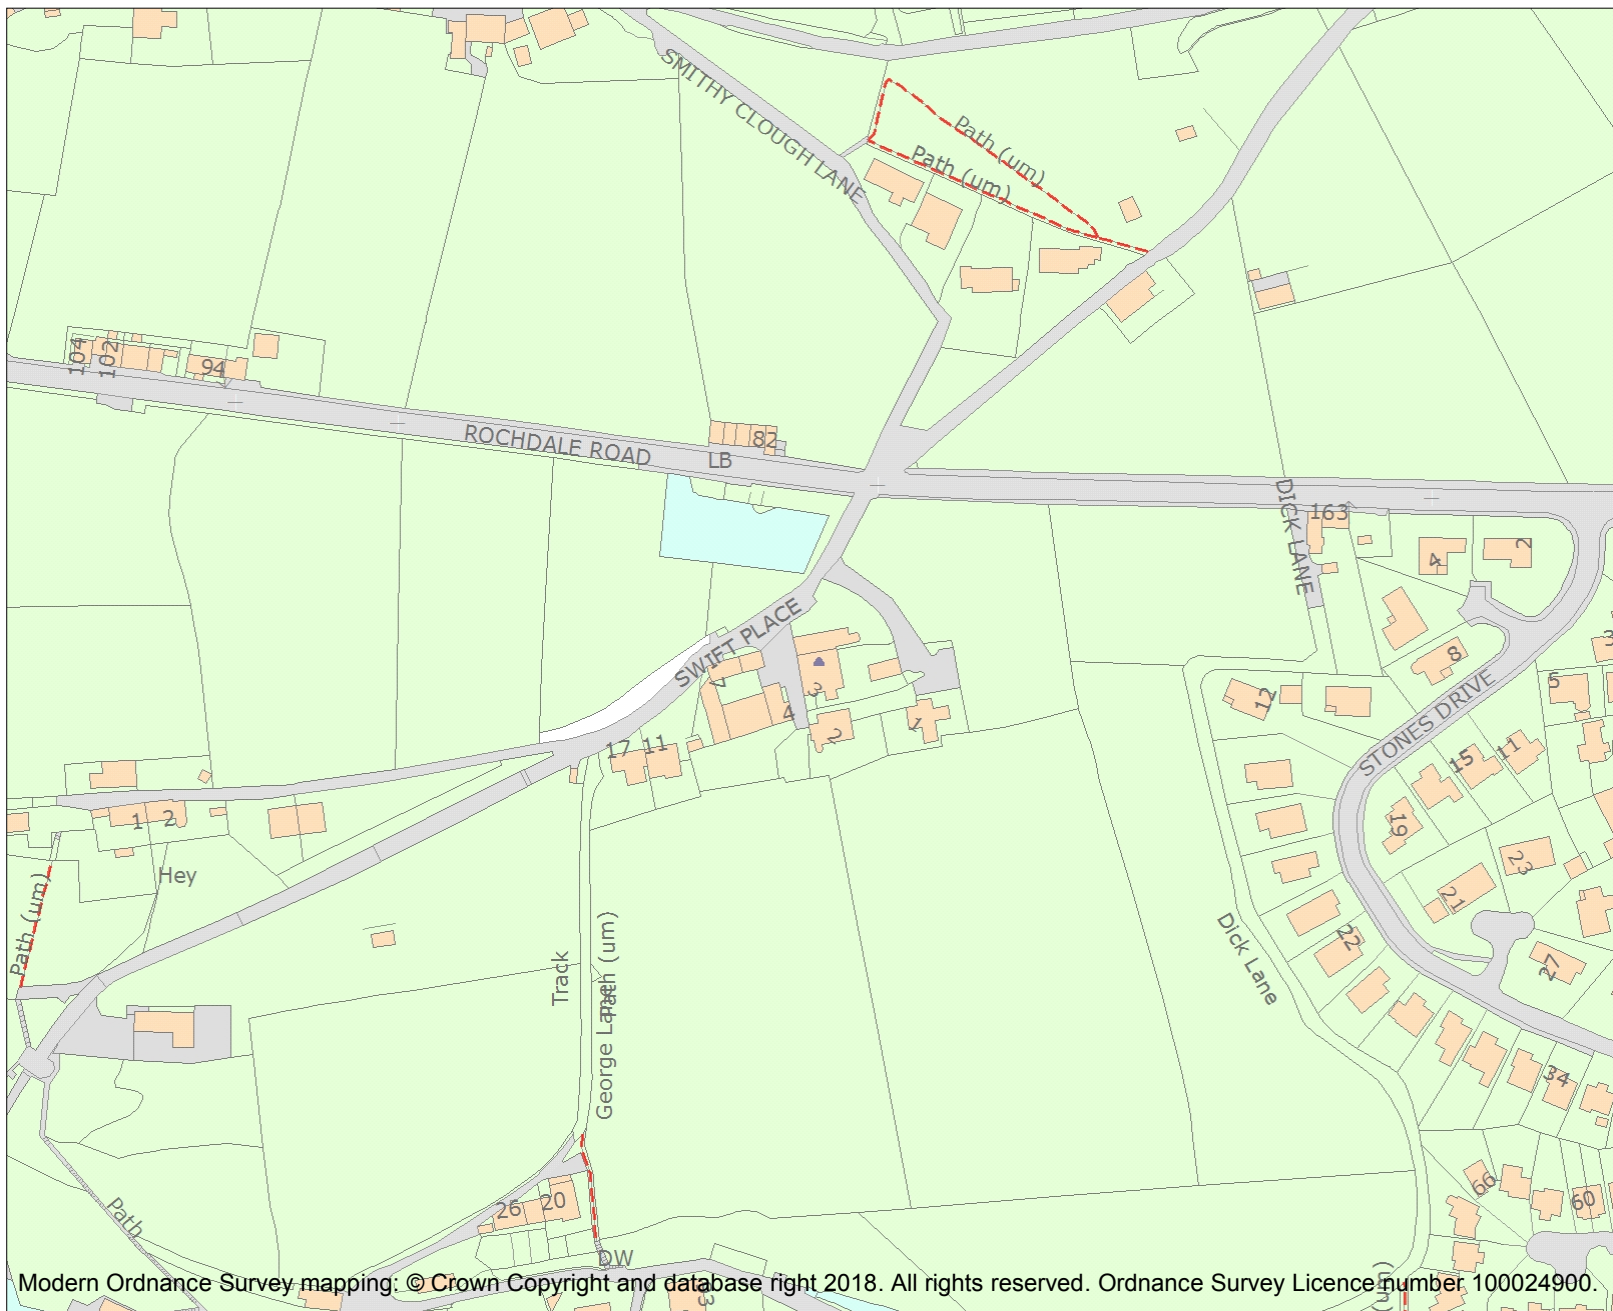 SMITHY CLOUGH LANE
Path (um)
Path (um)
104
102
94
ROCHDALE ROAD
82
LB
DICK LANE
163
4
2
SWIFT PLACE
7
3
4
2
1
8
12
5
3
STONES DRIVE
17
11
15
11
1
2
19
Hey
23
21
Path (um)
22
27
Track
George Lane
Path (um)
Dick Lane
34
66
60
Path
26
20
DW
(um)
93
Modern Ordnance Survey mapping: © Crown Copyright and database right 2018. All rights reserved. Ordnance Survey Licence number 100024900.